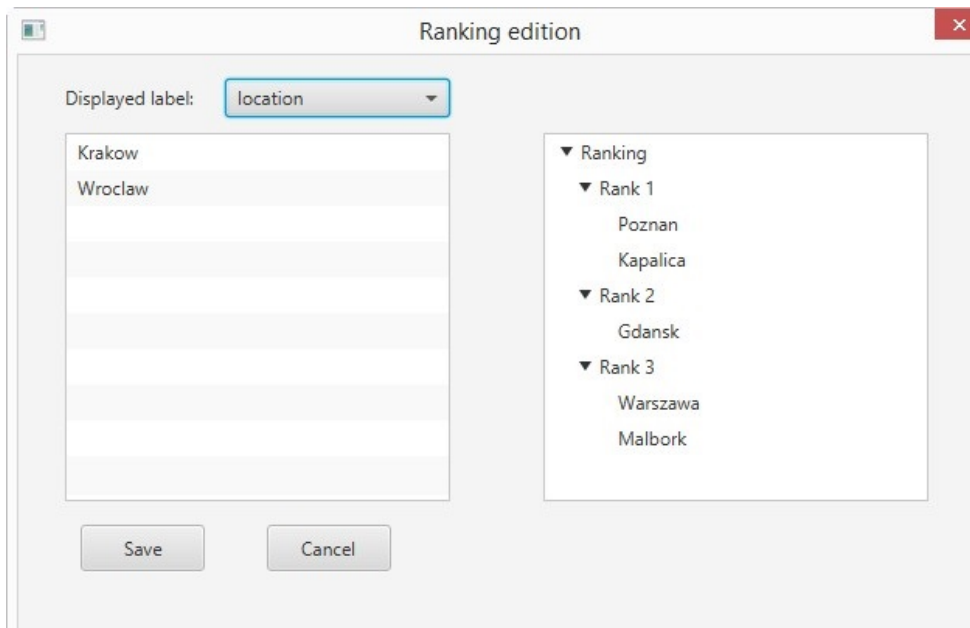 Ranking edition
Displayed label: location
Krakow
Wroclaw
Ranking
Rank 1
Poznan
Kapalica
Rank 2
Gdansk
Rank 3
Warszawa
Malbork
Save Cancel